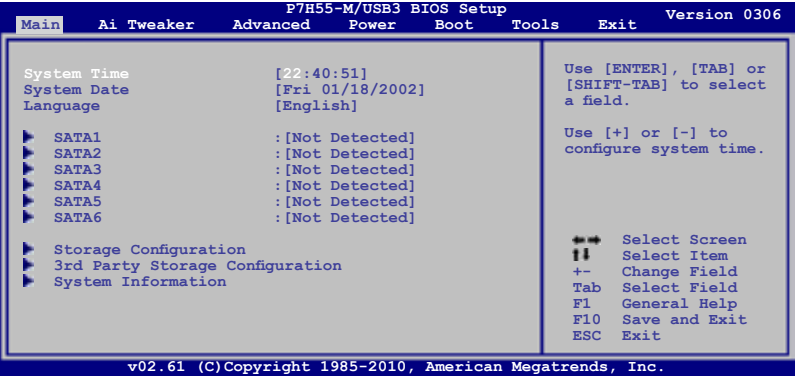 P7H55-M/USB3 BIOS Setup Version 0306
Main Ai Tweaker Advanced Power Boot Tools Exit
System Time [22:40:51]
System Date [Fri 01/18/2002]
Language [English]
SATA1 :[Not Detected]
SATA2 :[Not Detected]
SATA3 :[Not Detected]
SATA4 :[Not Detected]
SATA5 :[Not Detected]
SATA6 :[Not Detected]
Storage Configuration
3rd Party Storage Configuration
System Information
Use [ENTER], [TAB] or
[SHIFT-TAB] to select
a field.
Use [+] or [-] to
configure system time.
Select Screen
Select Item
+- Change Field
Tab Select Field
F1 General Help
F10 Save and Exit
ESC Exit
v02.61 (C)Copyright 1985-2010, American Megatrends, Inc.